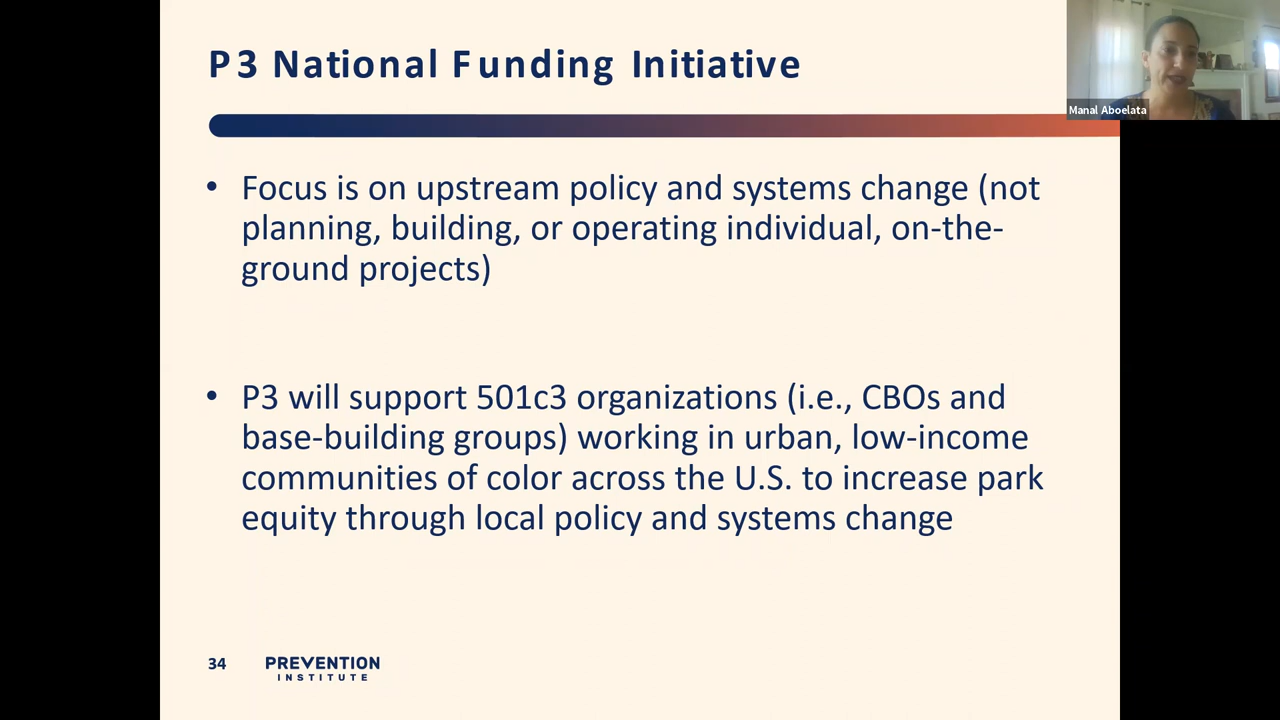 P3 National Funding Initiative
Manal Aboelata
• Focus is on upstream policy and systems change (not
planning, building, or operating individual, on-the-
ground projects)
• P3 will support 501c3 organizations (i.e., CBOs and
base-building groups) working in urban, low-income
communities of color across the U.S. to increase park
equity through local policy and systems change
34
PREVENTION
INSTITUTE